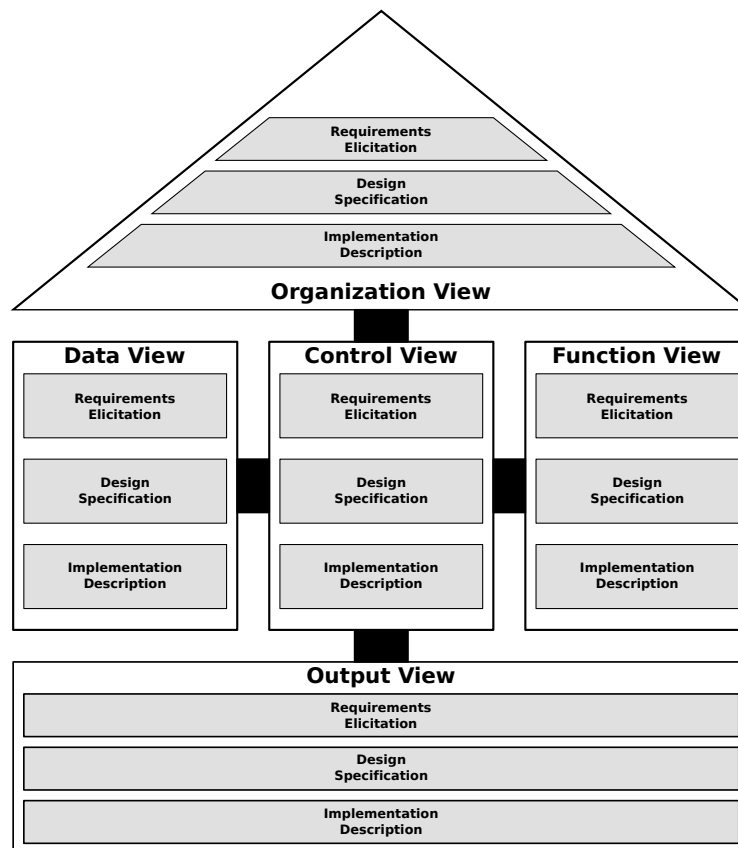 Requirements
Elicitation
Design
Specification
Implementation
Description
Organization View
Data View
Requirements
Elicitation
Design
Specification
Implementation
Description
Control View
Requirements
Elicitation
Design
Specification
Implementation
Description
Function View
Requirements
Elicitation
Design
Specification
Implementation
Description
Output View
Requirements
Elicitation
Design
Specification
Implementation
Description